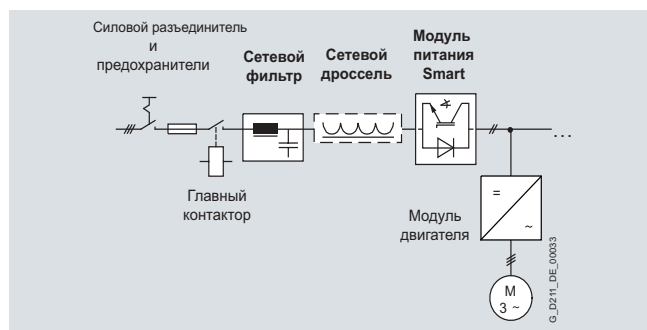 Силовой разъединитель
и
предохранители
Сетевой
фильтр
Сетевой
дроссель
Модуль
питания
Smart
Главный
контактор
...
=
~
Модуль
двигателя
M
3 ~
G_D211_DE_00033